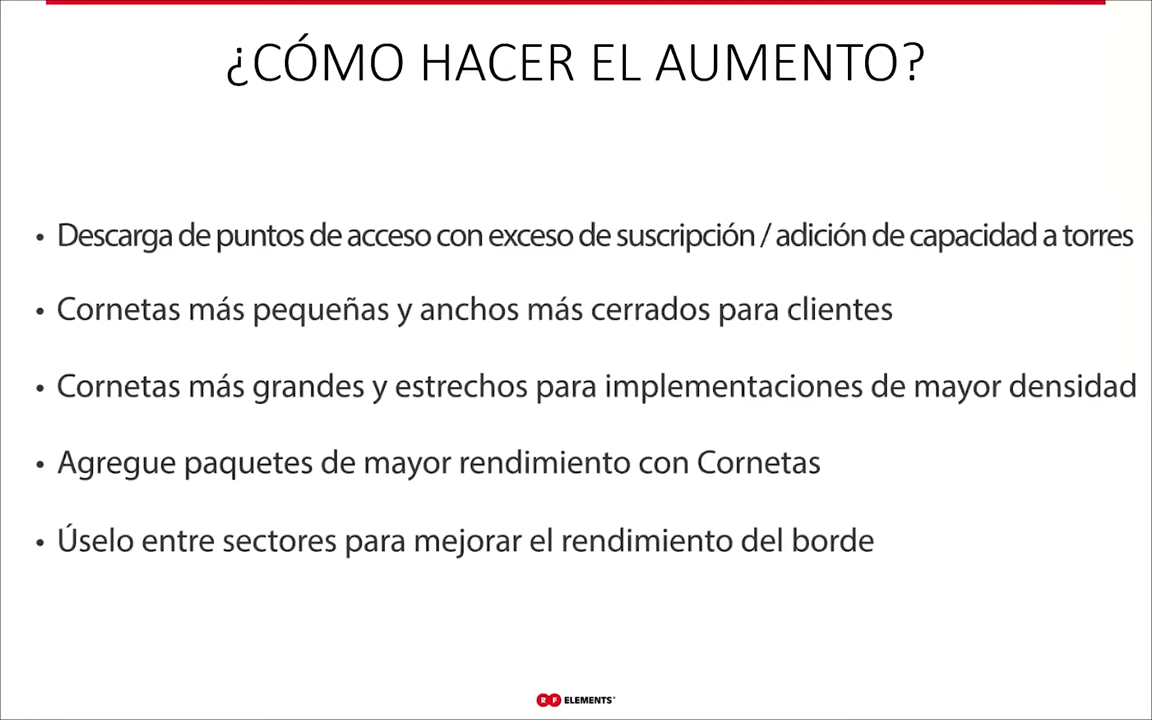 ¿CÓMO HACER EL AUMENTO?
• Descarga de puntos de acceso con exceso de suscripción / adición de capacidad a torres
• Cornetas más pequeñas y anchos más cerrados para clientes
• Cornetas más grandes y estrechos para implementaciones de mayor densidad
• Agregue paquetes de mayor rendimiento con Cornetas
• Úselo entre sectores para mejorar el rendimiento del borde
RF ELEMENTS